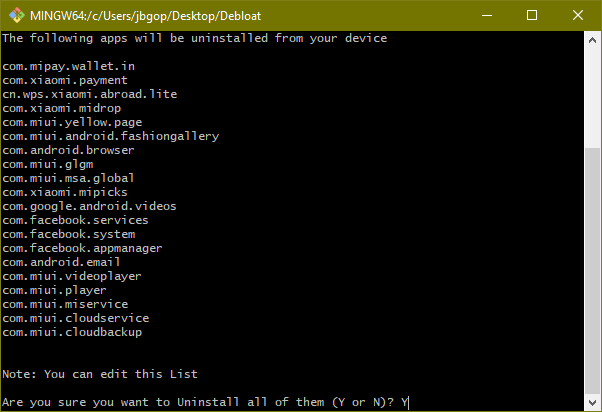 MINGW64:/c/Users/jbgop/Desktop/Debloat
The following apps will be uninstalled from your device
com.mipay.wallet.in
com.xiaomi.payment
cn.wps.xiaomi.abroad.lite
com.xiaomi.midrop
com.miui.yellow.page
com.miui.android.fashiongallery
com.android.browser
com.miui.glgm
com.miui.msa.global
com.xiaomi.mipicks
com.google.android.videos
com.facebook.services
com.facebook.system
com.facebook.appmanager
com.android.email
com.miui.videoplayer
com.miui.player
com.miui.miservice
com.miui.cloudservice
com.miui.cloudbackup
Note: You can edit this List
Are you sure you want to Uninstall all of them (Y or N)? Y